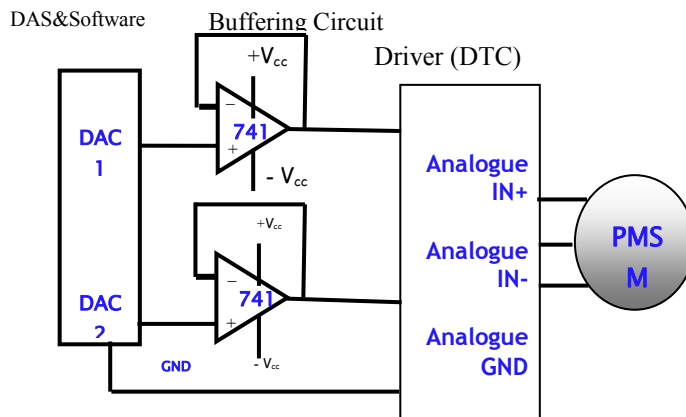 DAS&Software
Buffering Circuit
Driver (DTC)
+Vcc
−
741
+
- Vcc
DAC
1
Analogue
IN+
+Vcc
−
741
+
- Vcc
DAC
2
GND
Analogue
IN-
Analogue
GND
PMS
M